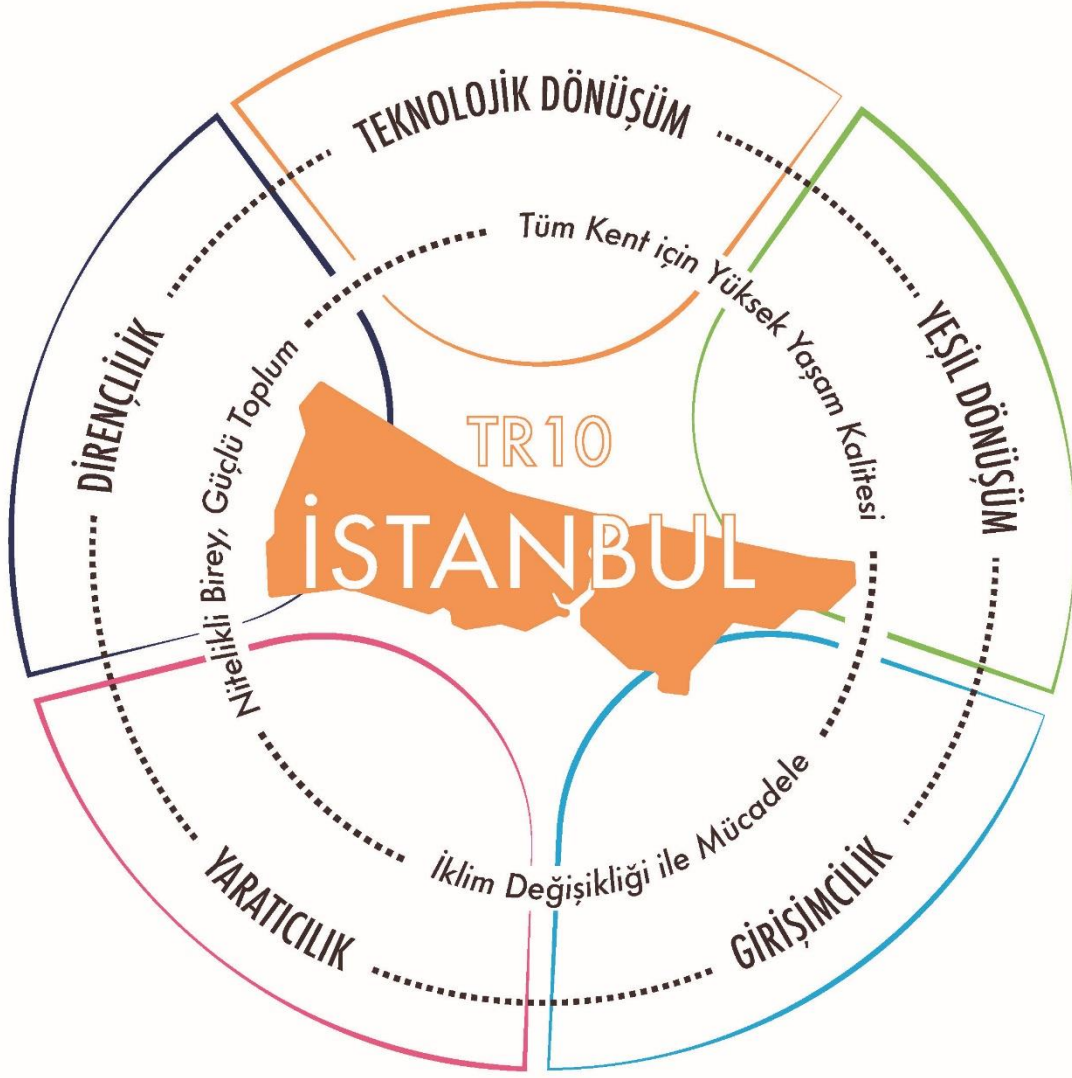 TEKNOLOJİK DÖNÜŞÜM
YEŞİL DÖNÜŞÜM
GİRİŞİMCİLİK
YARATICILIK
DİRENÇLİLİK
Tüm Kent için Yüksek Yaşam Kalitesi
İklim Değişikliği ile Mücadele
Nitelikli Birey, Güçlü Toplum
TR10
İSTANBUL